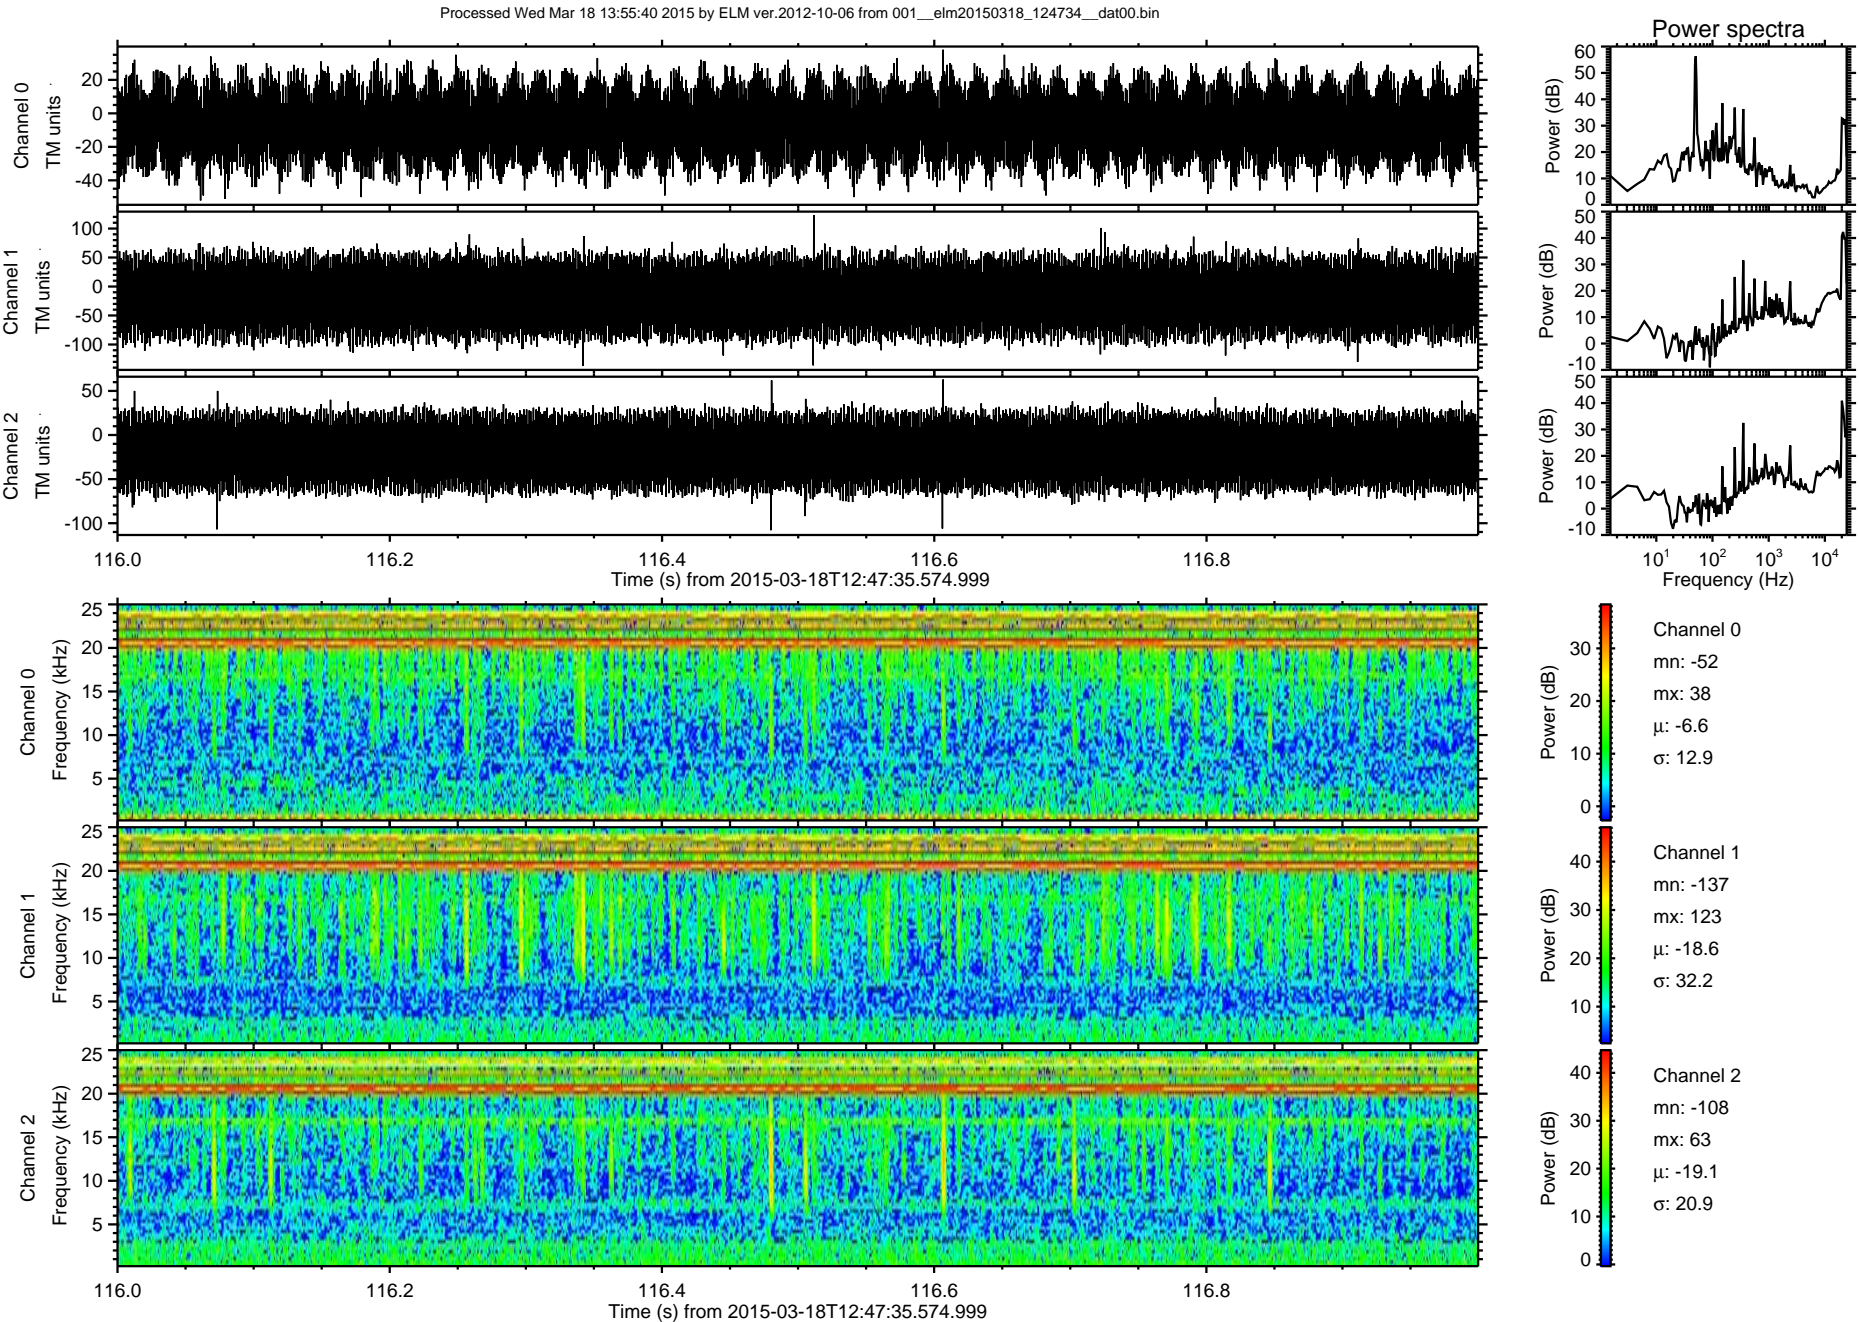 Processed Wed Mar 18 13:55:40 2015 by ELM ver.2012-10-06 from 001__elm20150318_124734__dat00.bin
Power spectra
Channel 0
TM units
20
0
-20
-40
Power (dB)
60
50
40
30
20
10
0
Channel 1
TM units
100
50
0
-50
-100
Power (dB)
50
40
30
20
10
0
-10
Channel 2
TM units
50
0
-50
-100
Power (dB)
50
40
30
20
10
0
-10
116.0 116.2 116.4 116.6 116.8
Time (s) from 2015-03-18T12:47:35.574.999
10^1 10^2 10^3 10^4
Frequency (Hz)
Channel 0
Frequency (kHz)
25
20
15
10
5
Power (dB)
30
20
10
0
Channel 0
mn: -52
mx: 38
μ: -6.6
σ: 12.9
Channel 1
Frequency (kHz)
25
20
15
10
5
Power (dB)
40
30
20
10
Channel 1
mn: -137
mx: 123
μ: -18.6
σ: 32.2
Channel 2
Frequency (kHz)
25
20
15
10
5
Power (dB)
40
30
20
10
0
Channel 2
mn: -108
mx: 63
μ: -19.1
σ: 20.9
116.0 116.2 116.4 116.6 116.8
Time (s) from 2015-03-18T12:47:35.574.999